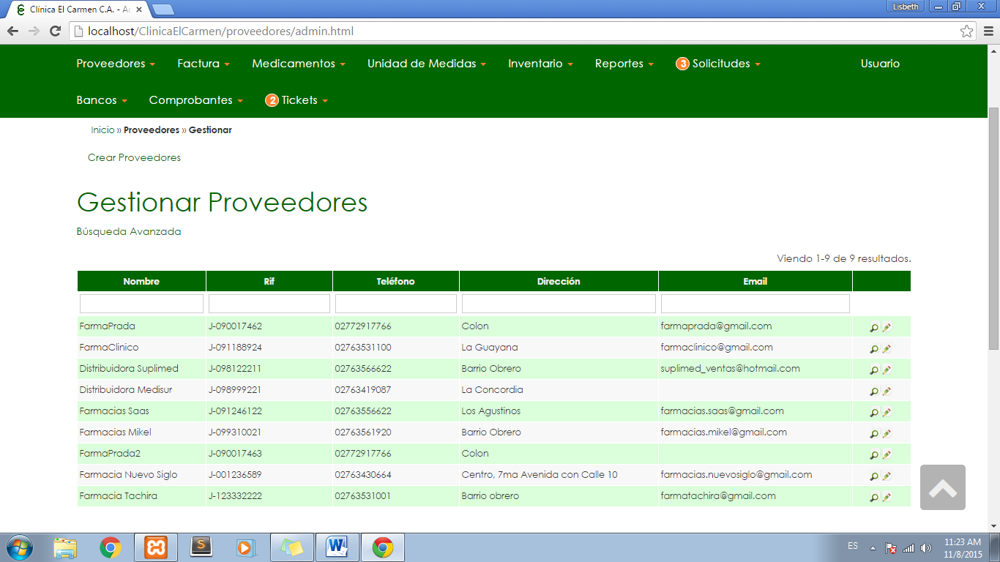 Clínica El Carmen C.A. - A
Lisbeth
localhost/ClinicaElCarmen/proveedores/admin.html
Proveedores Factura Medicamentos Unidad de Medidas Inventario Reportes 3 Solicitudes Usuario
Bancos Comprobantes 2 Tickets
Inicio » Proveedores » Gestionar
Crear Proveedores
Gestionar Proveedores
Búsqueda Avanzada
Viendo 1-9 de 9 resultados.
Nombre Rif Teléfono Dirección Email
FarmaPrada J-090017462 02772917766 Colon farmaprada@gmail.com
FarmaClinico J-091188924 02763531100 La Guayana farmaclinico@gmail.com
Distribuidora Suplimed J-098122211 02763566622 Barrio Obrero suplimed_ventas@hotmail.com
Distribuidora Medisur J-098999221 02763419087 La Concordia
Farmacias Saas J-091246122 02763556622 Los Agustinos farmacias.saas@gmail.com
Farmacias Mikel J-099310021 02763561920 Barrio Obrero farmacias.mikel@gmail.com
FarmaPrada2 J-090017463 02772917766 Colon
Farmacia Nuevo Siglo J-001236589 02763430664 Centro, 7ma Avenida con Calle 10 farmacias.nuevosiglo@gmail.com
Farmacia Tachira J-123332222 02763531001 Barrio obrero farmatachira@gmail.com
ES 11:23 AM
11/8/2015